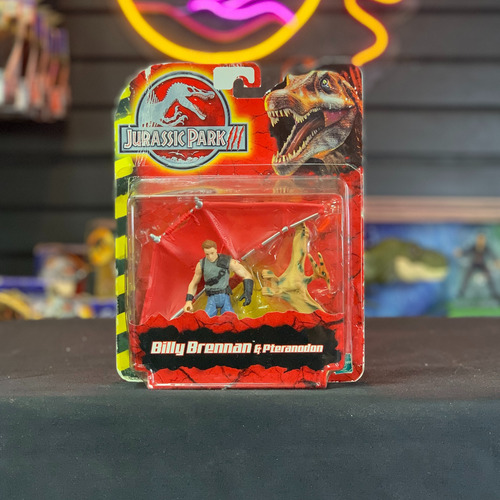 JURASSIC PARK III
Billy Brennan & Pteranodon